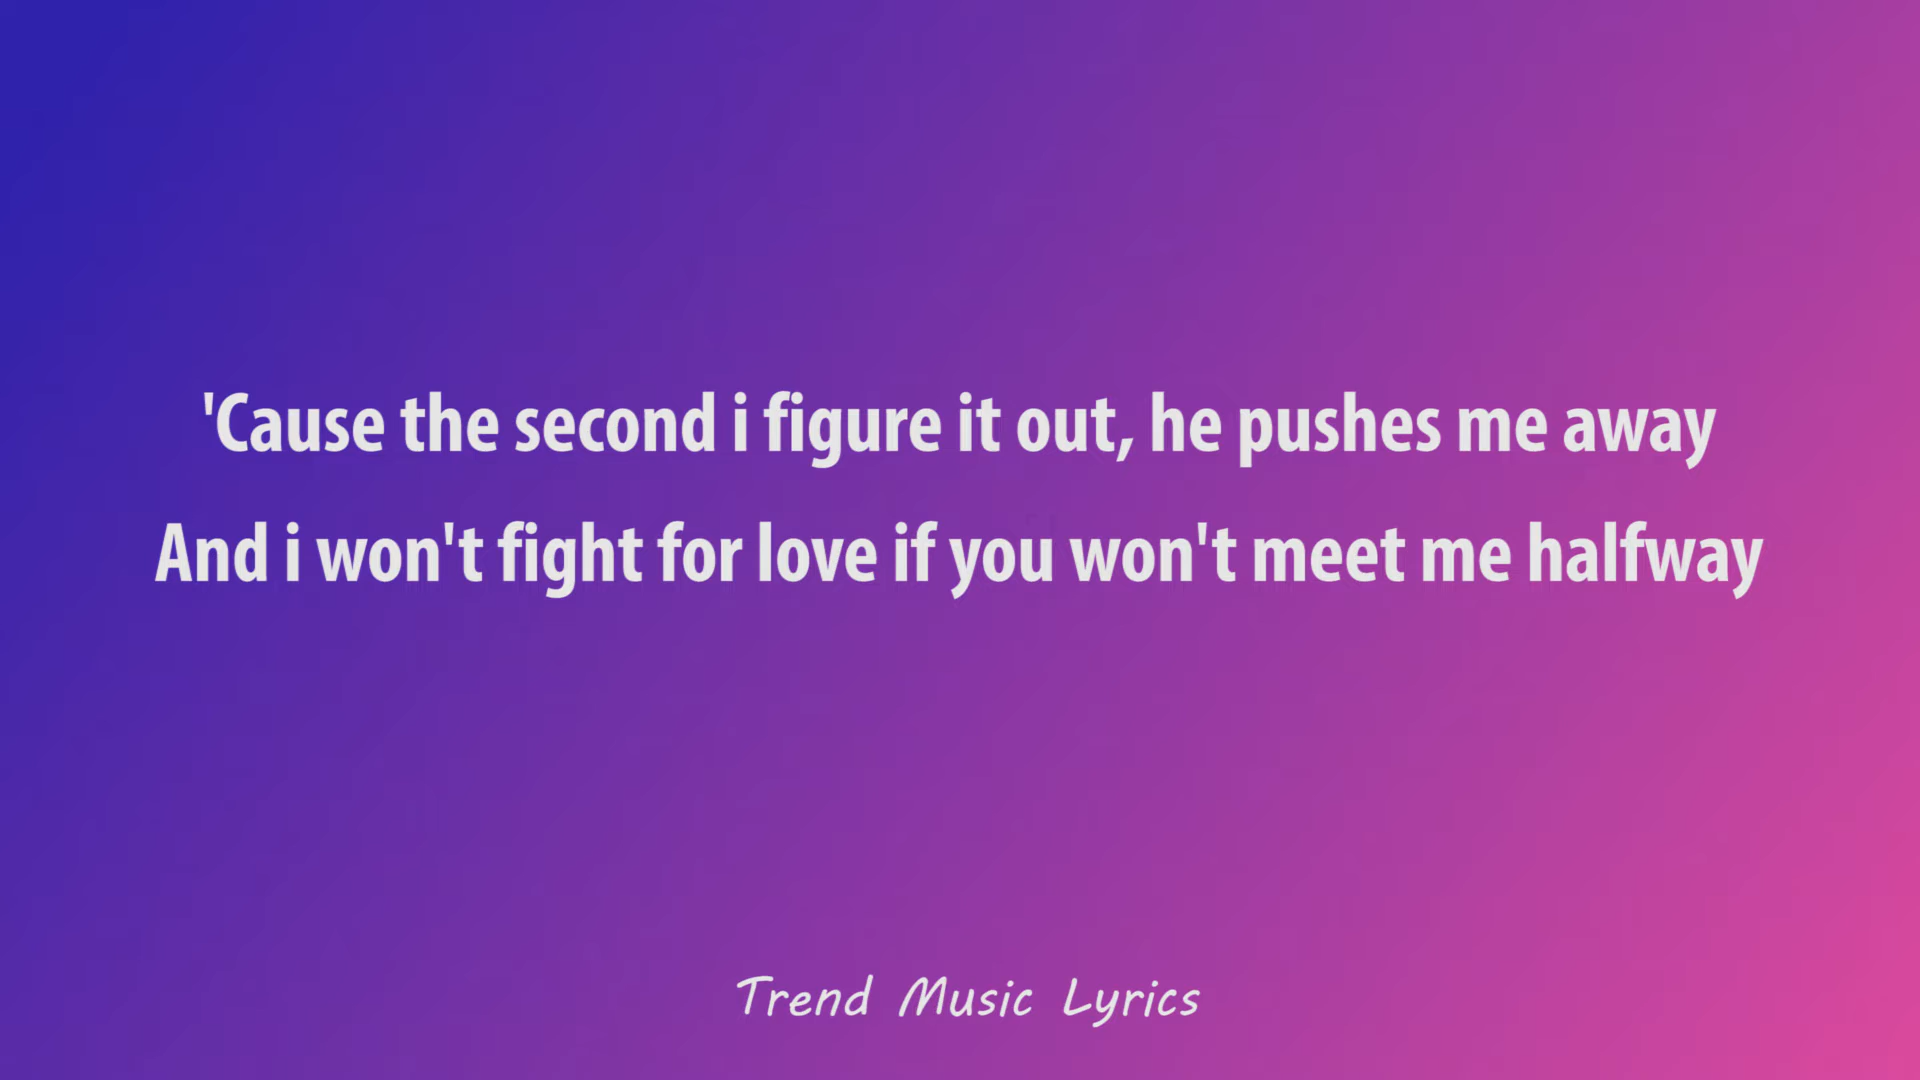 'Cause the second i figure it out, he pushes me away
And i won't fight for love if you won't meet me halfway
Trend Music Lyrics